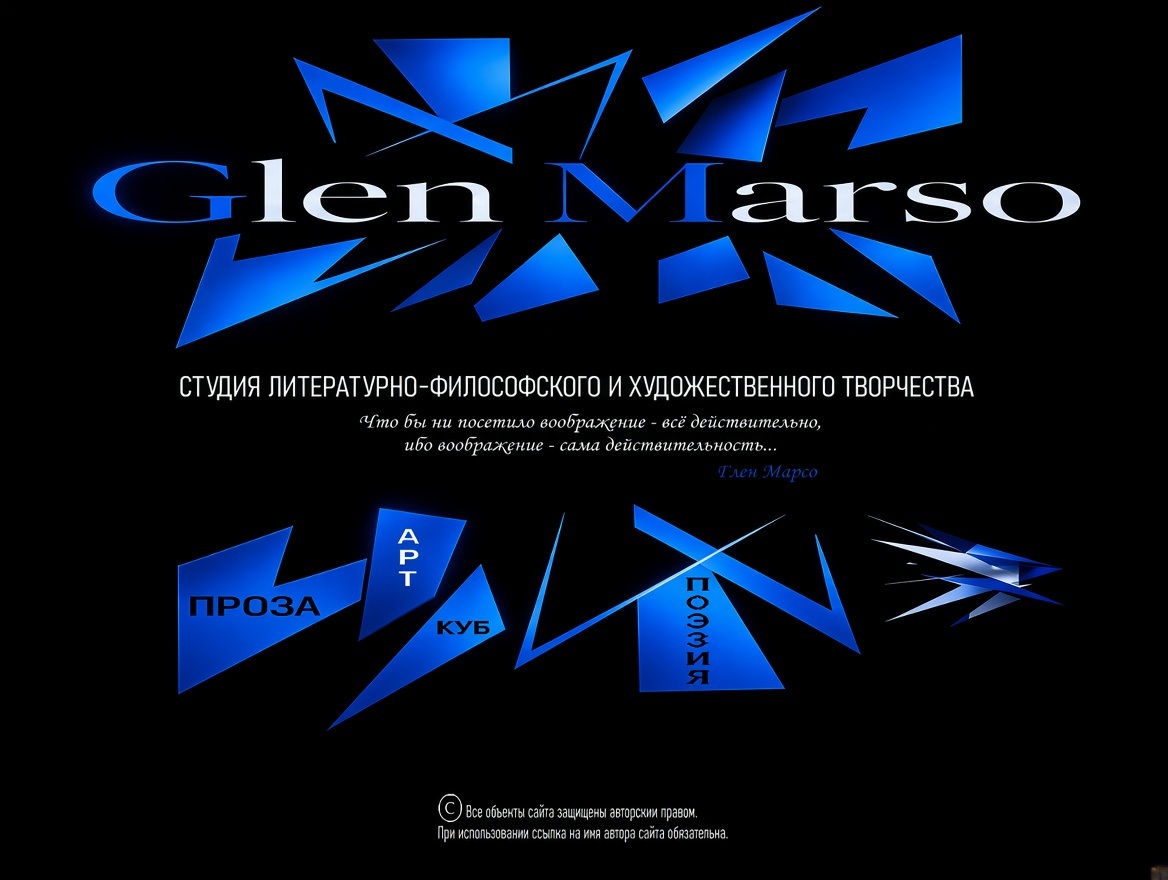 Glen Marso
СТУДИЯ ЛИТЕРАТУРНО-ФИЛОСОФСКОГО И ХУДОЖЕСТВЕННОГО ТВОРЧЕСТВА
Что бы ни посетило воображение - всё действительно,
ибо воображение - сама действительность...
Глен Марсо
ПРОЗА
АРТ
КУБ
ПОЭЗИЯ
© Все объекты сайта защищены авторскии правом.
При использовании ссылка на имя автора сайта обязательна.